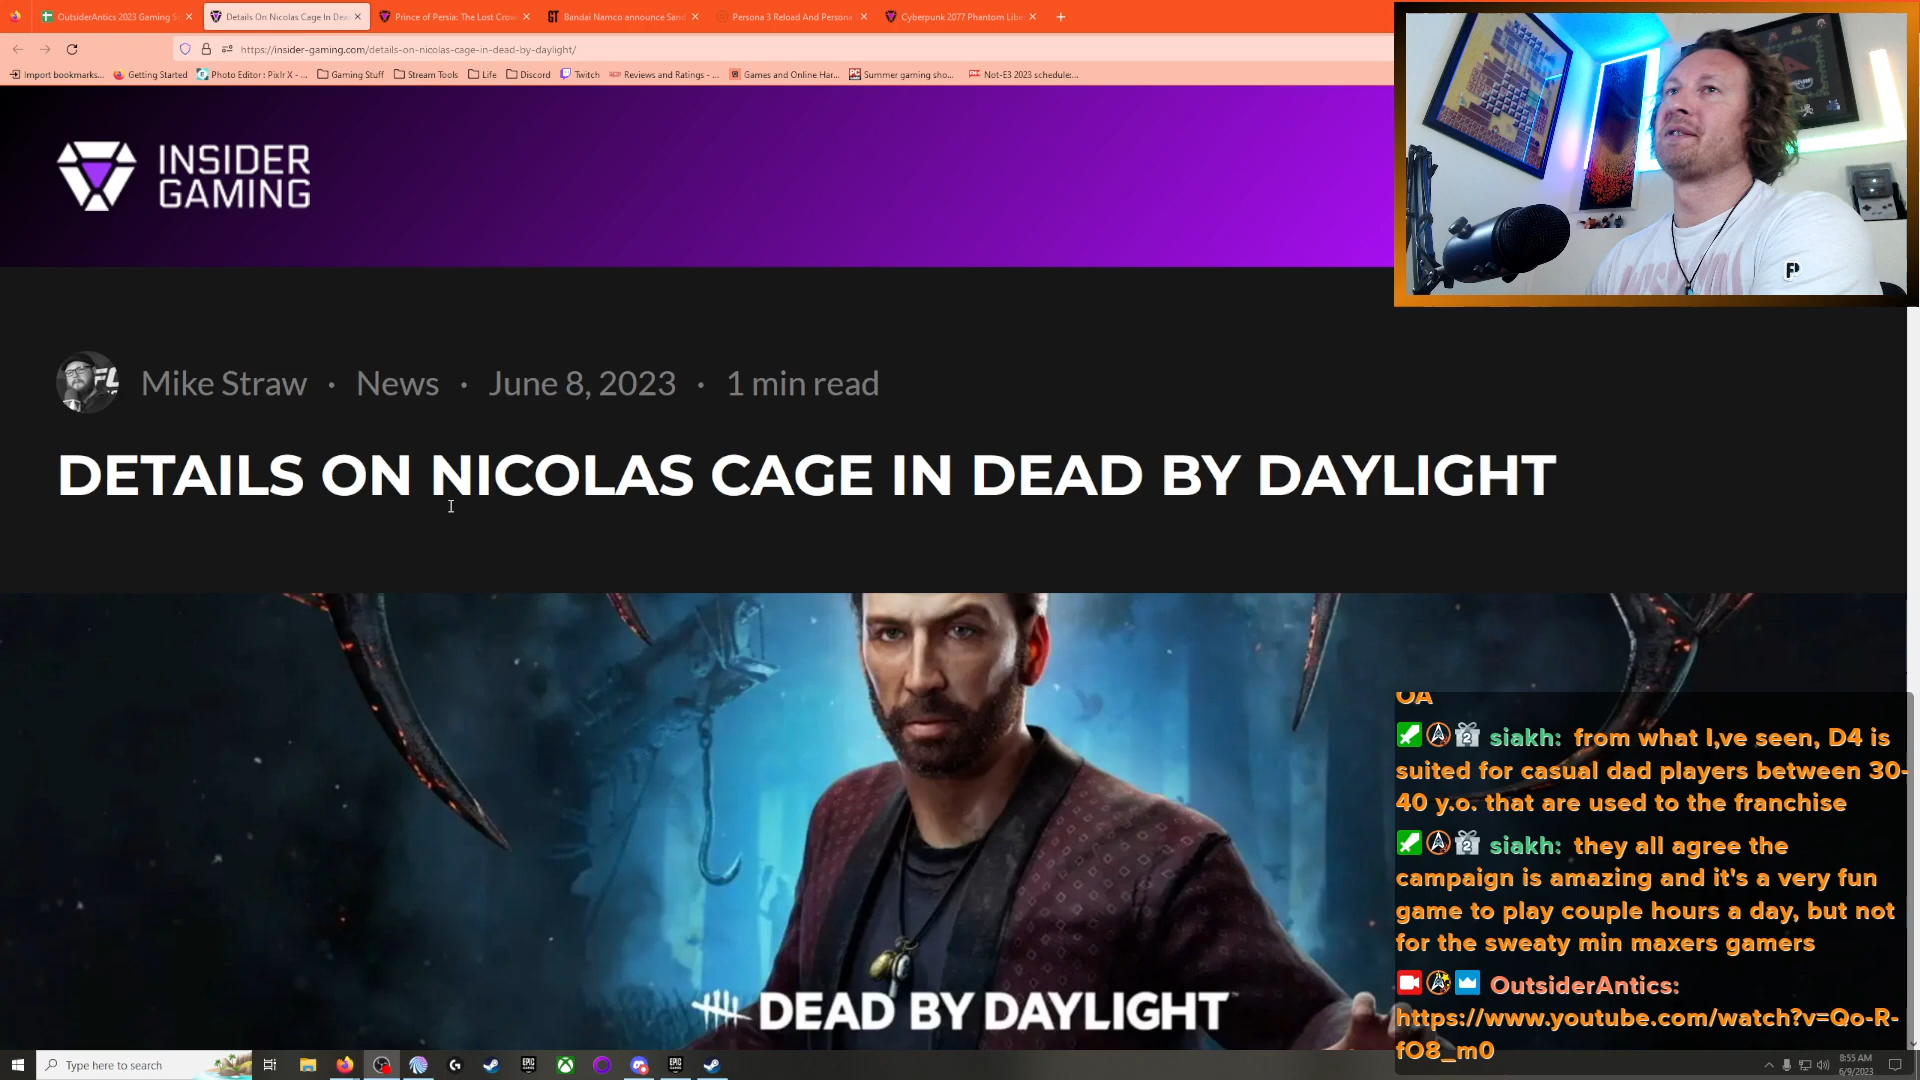 OutsiderAntics 2023 Gaming S
Details On Nicolas Cage In Dea
Prince of Persia: The Lost Crow
Bandai Namco announce Sand
Persona 3 Reload And Persona
Cyberpunk 2077 Phantom Libe
https://insider-gaming.com/details-on-nicolas-cage-in-dead-by-daylight/
Import bookmarks...
Getting Started
Photo Editor : Pixlr X - ...
Gaming Stuff
Stream Tools
Life
Discord
Twitch
Reviews and Ratings - ...
Games and Online Har...
Summer gaming sho...
Not-E3 2023 schedule:...
INSIDER
GAMING
Mike Straw · News · June 8, 2023 · 1 min read
DETAILS ON NICOLAS CAGE IN DEAD BY DAYLIGHT
DEAD BY DAYLIGHT
OA
siakh: from what I,ve seen, D4 is
suited for casual dad players between 30-
40 y.o. that are used to the franchise
siakh: they all agree the
campaign is amazing and it's a very fun
game to play couple hours a day, but not
for the sweaty min maxers gamers
OutsiderAntics:
https://www.youtube.com/watch?v=Qo-R-
fO8_m0
Type here to search
8:55 AM
6/9/2023